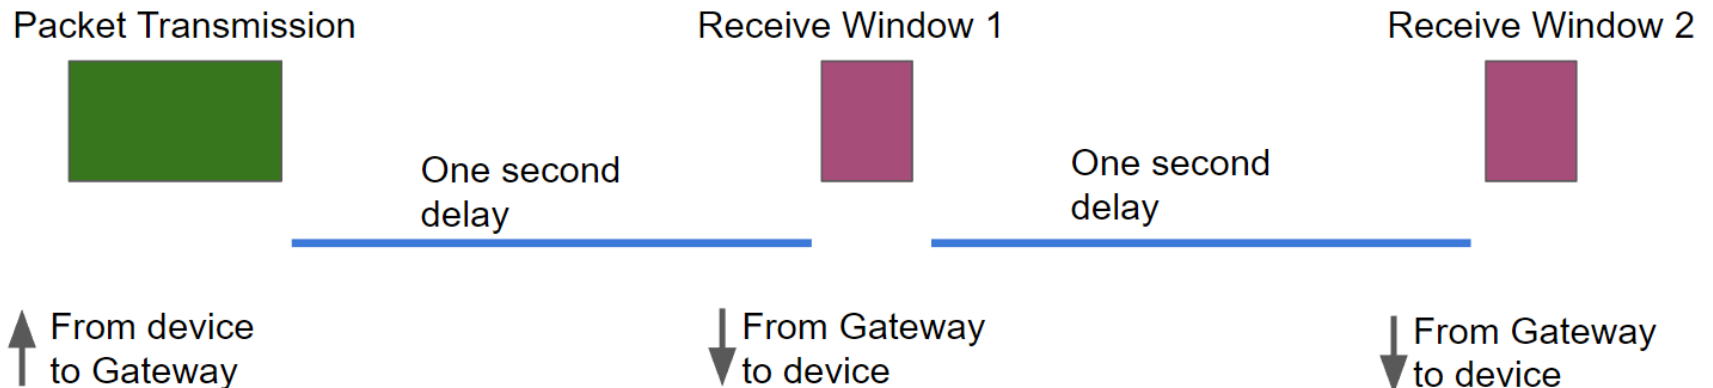 Packet Transmission
Receive Window 1
Receive Window 2
One second
delay
One second
delay
From device
to Gateway
From Gateway
to device
From Gateway
to device